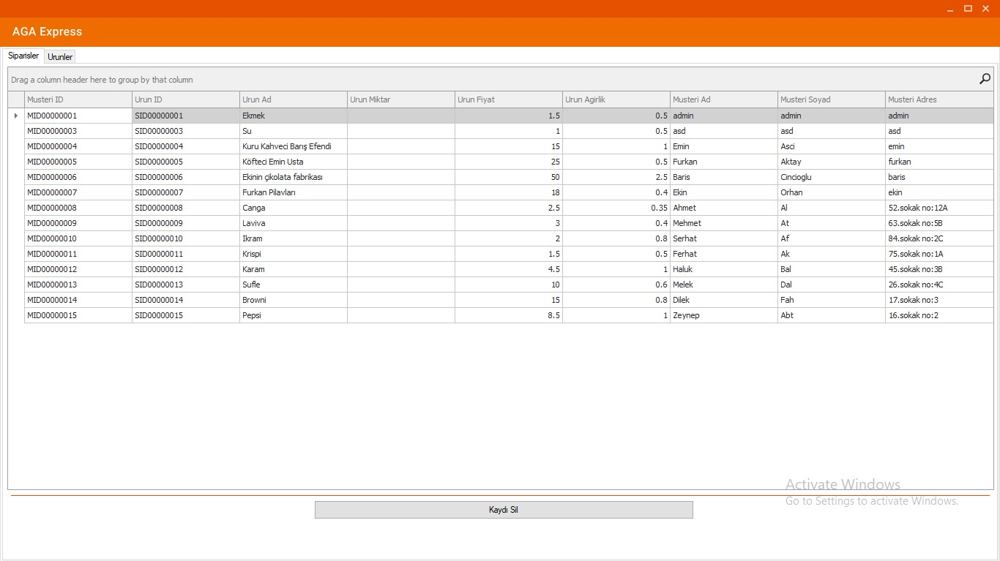 AGA Express
Siparisler Urunler
Drag a column header here to group by that column
Musteri ID Urun ID Urun Ad Urun Miktar Urun Fiyat Urun Agirlik Musteri Ad Musteri Soyad Musteri Adres
MID00000001 SID00000001 Ekmek 1.5 0.5 admin admin admin
MID00000003 SID00000003 Su 1 0.5 asd asd asd
MID00000004 SID00000004 Kuru Kahveci Barış Efendi 15 1 Emin Asci emin
MID00000005 SID00000005 Köfteci Emin Usta 25 0.5 Furkan Aktay furkan
MID00000006 SID00000006 Ekinin çikolata fabrikası 50 2.5 Baris Cincioglu baris
MID00000007 SID00000007 Furkan Pilavları 18 0.4 Ekin Orhan ekin
MID00000008 SID00000008 Canga 2.5 0.35 Ahmet Al 52.sokak no:12A
MID00000009 SID00000009 Laviva 3 0.4 Mehmet At 63.sokak no:5B
MID00000010 SID00000010 Ikram 2 0.8 Serhat Af 84.sokak no:2C
MID00000011 SID00000011 Krispi 1.5 0.5 Ferhat Ak 75.sokak no:1A
MID00000012 SID00000012 Karam 4.5 1 Haluk Bal 45.sokak no:3B
MID00000013 SID00000013 Sufle 10 0.6 Melek Dal 26.sokak no:4C
MID00000014 SID00000014 Browni 15 0.8 Dilek Fah 17.sokak no:3
MID00000015 SID00000015 Pepsi 8.5 1 Zeynep Abt 16.sokak no:2
Activate Windows
Go to Settings to activate Windows.
Kaydı Sil